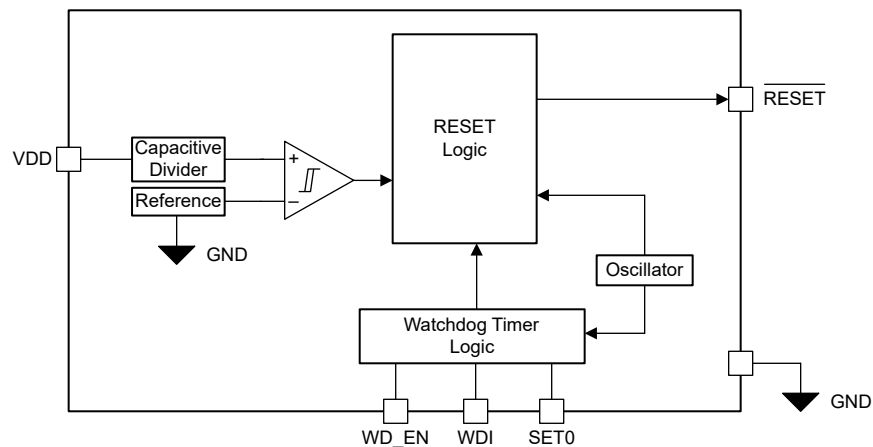 RESET
Logic
RESET
VDD
Capacitive
Divider
+
Reference
–
GND
Oscillator
Watchdog Timer
Logic
GND
WD_EN
WDI
SET0